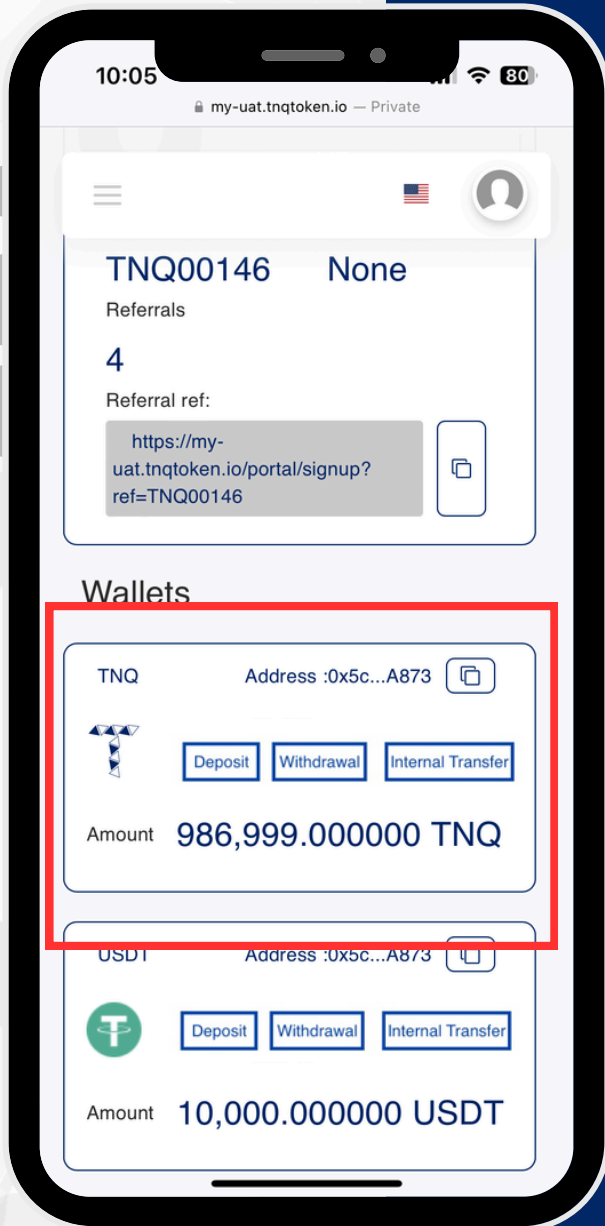 10:05
80
my-uat.tnqtoken.io — Private
TNQ00146 None
Referrals
4
Referral ref:
https://my-
uat.tnqtoken.io/portal/signup?
ref=TNQ00146
Wallets
TNQ Address :0x5c...A873
Deposit Withdrawal Internal Transfer
Amount 986,999.000000 TNQ
USDT Address :0x5c...A873
Deposit Withdrawal Internal Transfer
Amount 10,000.000000 USDT